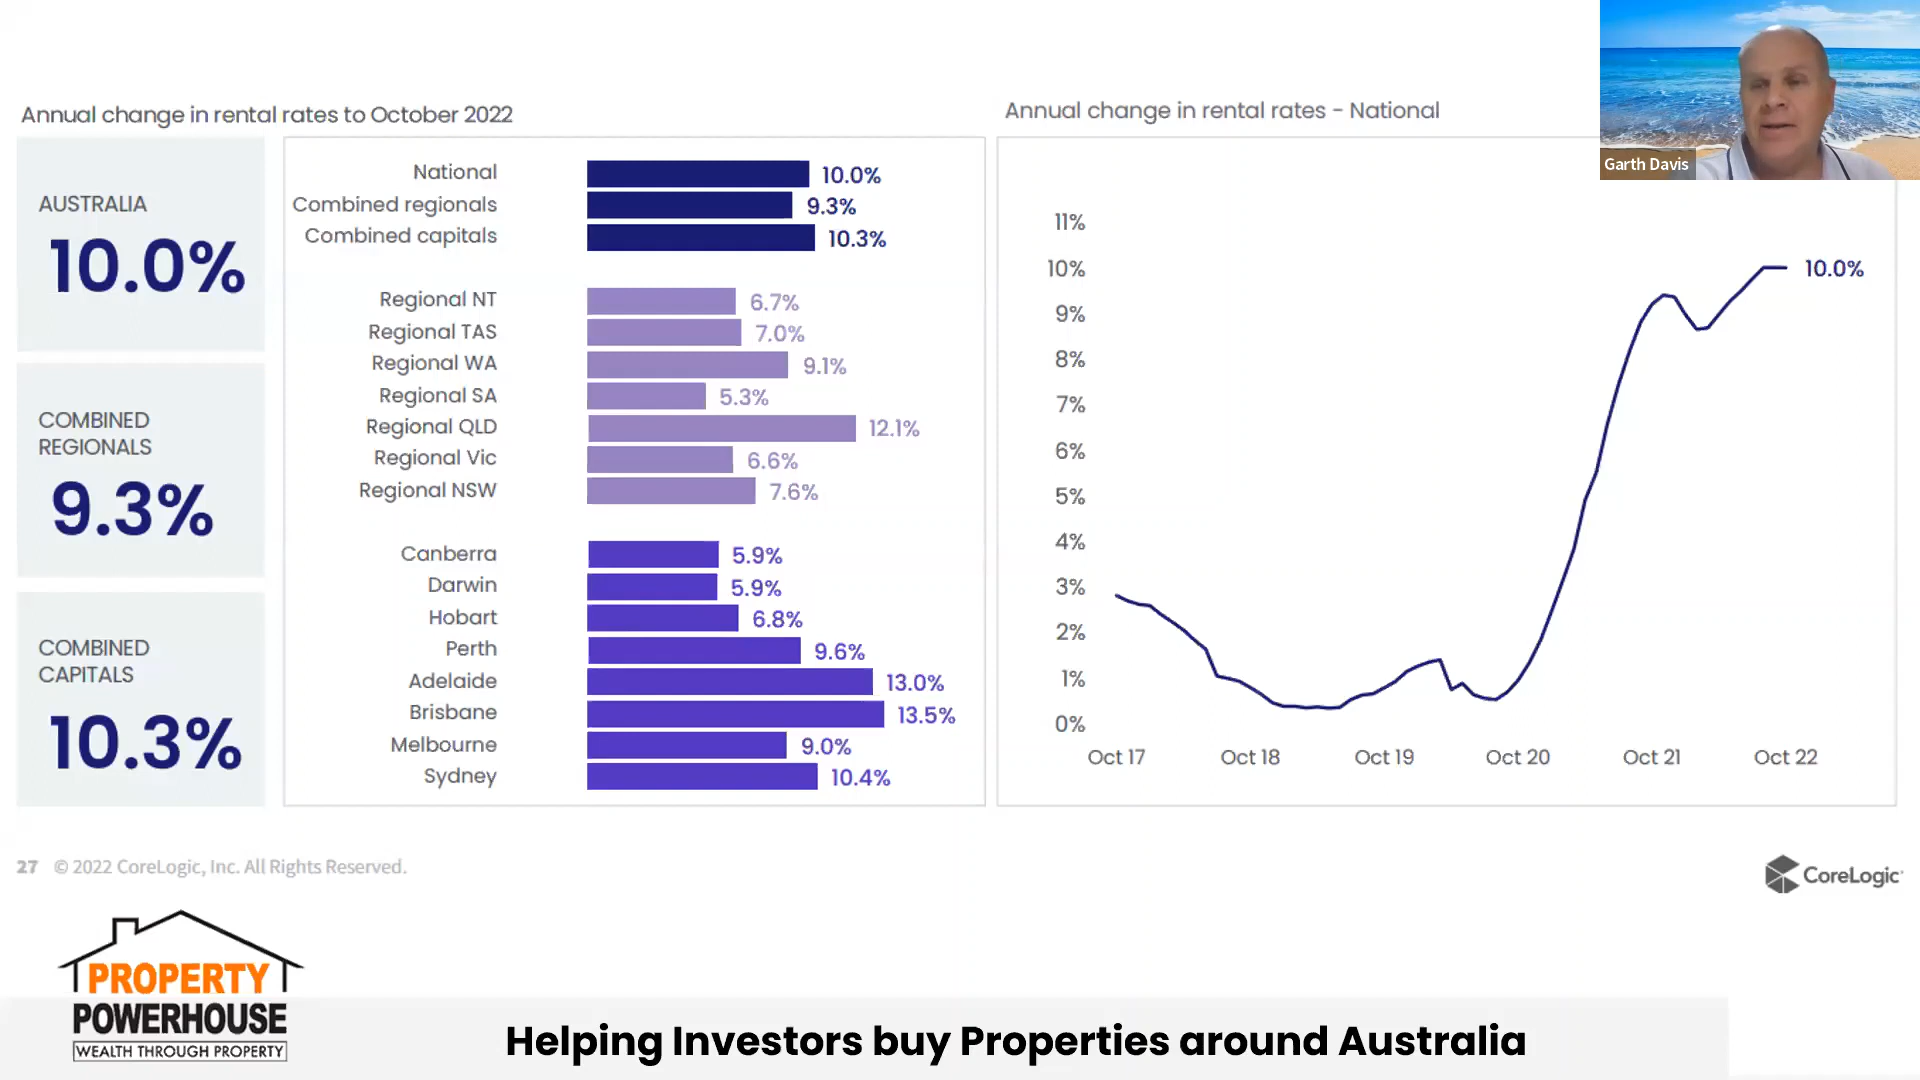 Annual change in rental rates to October 2022
AUSTRALIA
10.0%
COMBINED
REGIONALS
9.3%
COMBINED
CAPITALS
10.3%
National 10.0%
Combined regionals 9.3%
Combined capitals 10.3%
Regional NT 6.7%
Regional TAS 7.0%
Regional WA 9.1%
Regional SA 5.3%
Regional QLD 12.1%
Regional Vic 6.6%
Regional NSW 7.6%
Canberra 5.9%
Darwin 5.9%
Hobart 6.8%
Perth 9.6%
Adelaide 13.0%
Brisbane 13.5%
Melbourne 9.0%
Sydney 10.4%
Annual change in rental rates - National
11%
10%
9%
8%
7%
6%
5%
4%
3%
2%
1%
0%
Oct 17 Oct 18 Oct 19 Oct 20 Oct 21 Oct 22
10.0%
Garth Davis
27 © 2022 CoreLogic, Inc. All Rights Reserved.
CoreLogic
PROPERTY
POWERHOUSE
WEALTH THROUGH PROPERTY
Helping Investors buy Properties around Australia